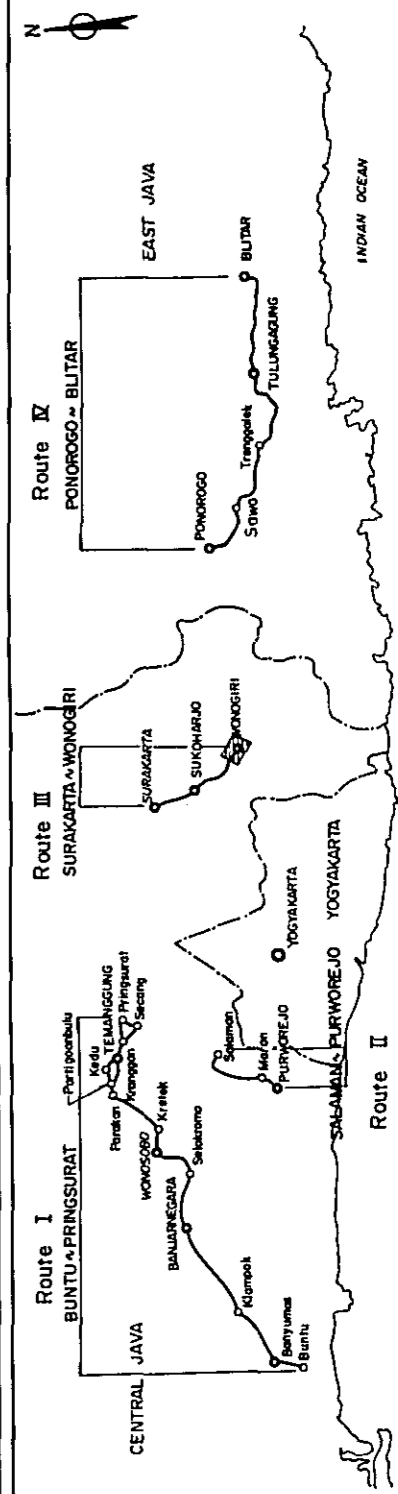 N
Route I
BUNTU ~ PRINGSURAT
CENTRAL JAVA
Partigoanbulu
Kedu
TEMANGGUNG
Pringsurat
Secang
Kranggan
Parakan
Kretek
WONOSOBO
Selokromo
BANJARNEGARA
Klampok
Banyumas
Buntu
Salaman
Maron
PURWOREJO
YOGYAKARTA
SALAMAN ~ PURWOREJO
YOGYAKARTA
Route II
Route III
SURAKARTA ~ WONOGIRI
SURAKARTA
SUKOHARJO
WONOGIRI
Route IV
PONOROGO ~ BLITAR
EAST JAVA
PONOROGO
Sawo
Trenggalek
TULUNGAGUNG
BLITAR
INDIAN OCEAN